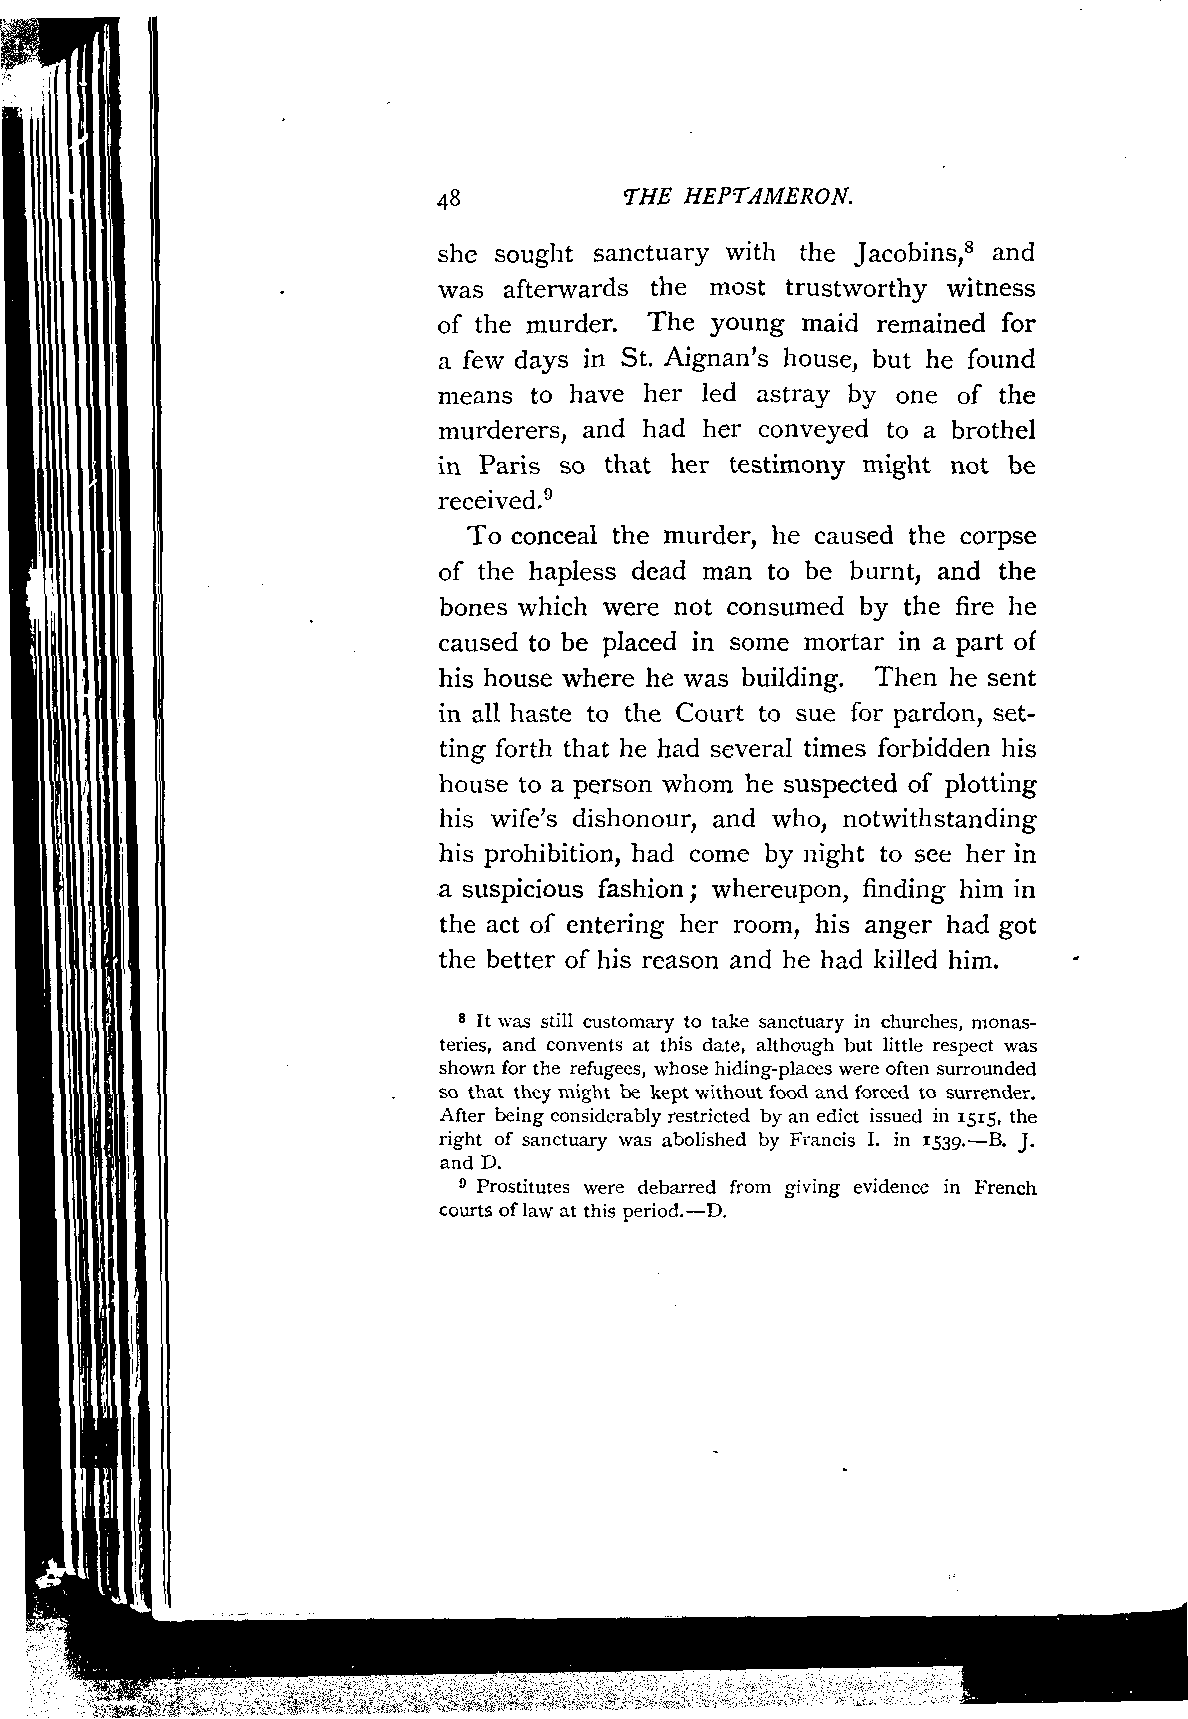 48 THE HEPTAMERON.
she sought sanctuary with the Jacobins,⁸ and
was afterwards the most trustworthy witness
of the murder. The young maid remained for
a few days in St. Aignan's house, but he found
means to have her led astray by one of the
murderers, and had her conveyed to a brothel
in Paris so that her testimony might not be
received.⁹
To conceal the murder, he caused the corpse
of the hapless dead man to be burnt, and the
bones which were not consumed by the fire he
caused to be placed in some mortar in a part of
his house where he was building. Then he sent
in all haste to the Court to sue for pardon, set-
ting forth that he had several times forbidden his
house to a person whom he suspected of plotting
his wife's dishonour, and who, notwithstanding
his prohibition, had come by night to see her in
a suspicious fashion; whereupon, finding him in
the act of entering her room, his anger had got
the better of his reason and he had killed him.
⁸ It was still customary to take sanctuary in churches, monas-
teries, and convents at this date, although but little respect was
shown for the refugees, whose hiding-places were often surrounded
so that they might be kept without food and forced to surrender.
After being considerably restricted by an edict issued in 1515, the
right of sanctuary was abolished by Francis I. in 1539.—B. J.
and D.
⁹ Prostitutes were debarred from giving evidence in French
courts of law at this period.—D.